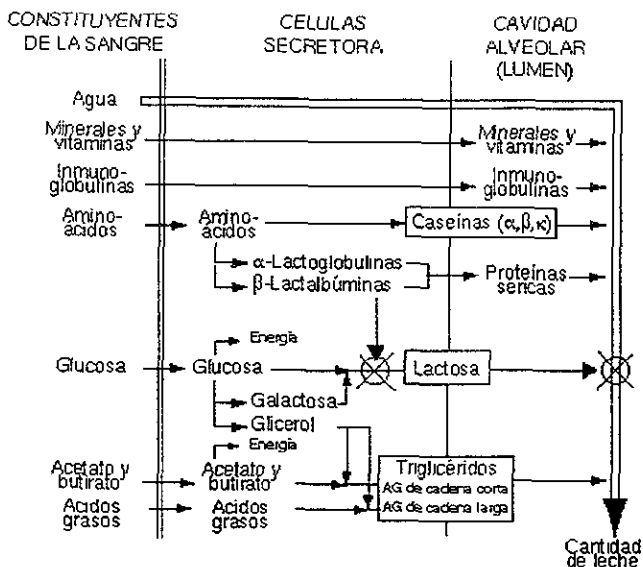 CONSTITUYENTES
DE LA SANGRE
CELULAS
SECRETORA
CAVIDAD
ALVEOLAR
(LUMEN)
Agua
Minerales y
vitaminas
Minerales y
vitaminas
Inmuno-
globulinas
Inmuno-
globulinas
Amino-
ácidos
Amino-
ácidos
Caseínas (α,β,κ)
α-Lactoglobulinas
β-Lactalbúminas
Proteínas
sericas
Energía
Glucosa
Glucosa
Lactosa
Galactosa
Glicerol
Energía
Acetato y
butirato
Acetato y
butirato
Triglicéridos
AG de cadena corta
AG de cadena larga
Acidos
grasos
Acidos
grasos
Cantidad
de leche